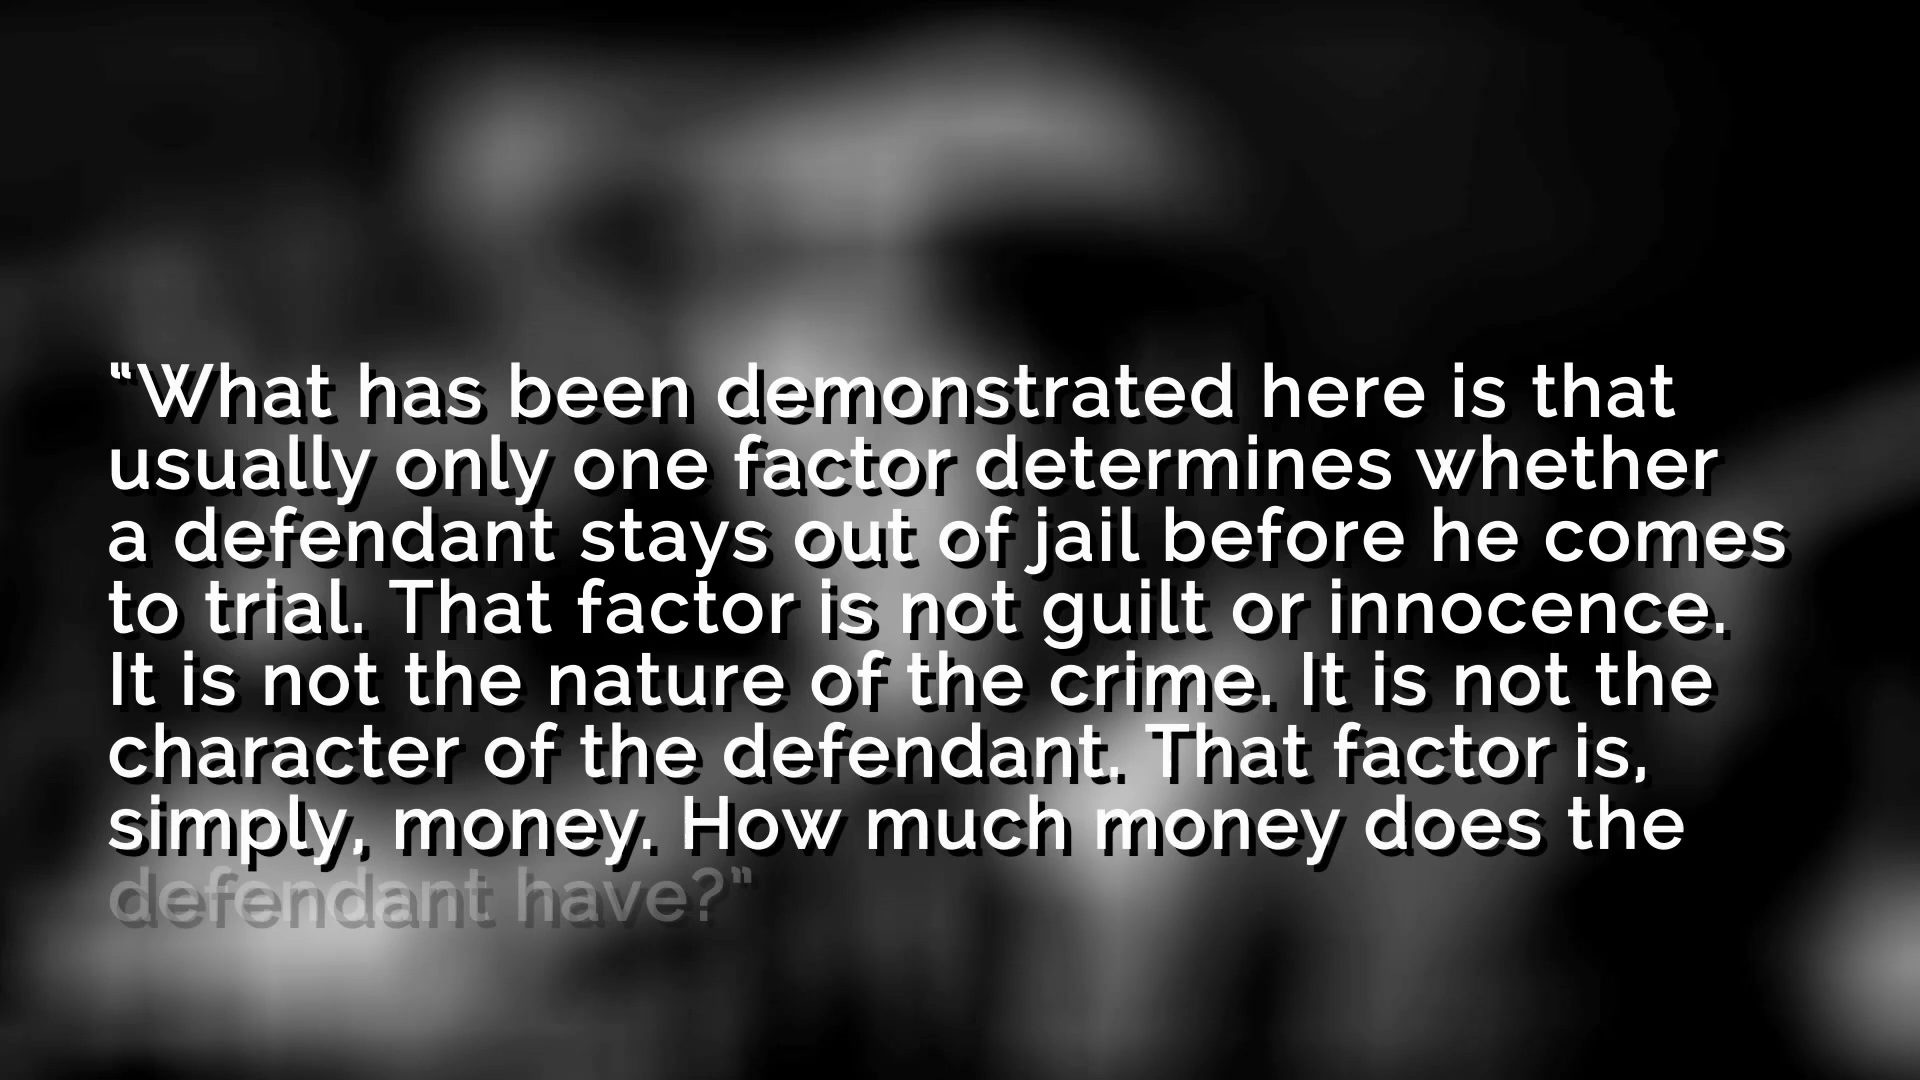 “What has been demonstrated here is that
usually only one factor determines whether
a defendant stays out of jail before he comes
to trial. That factor is not guilt or innocence.
It is not the nature of the crime. It is not the
character of the defendant. That factor is,
simply, money. How much money does the
defendant have?”